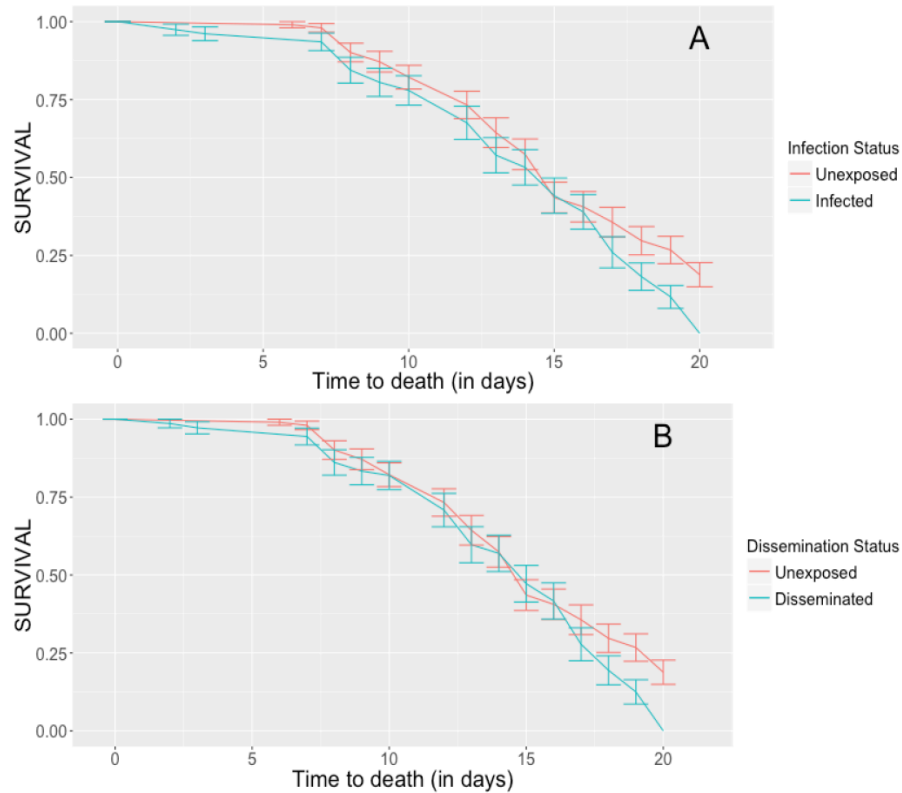 A
1.00
0.75
0.50
0.25
0.00
SURVIVAL
0 5 10 15 20
Time to death (in days)
Infection Status
Unexposed
Infected
B
1.00
0.75
0.50
0.25
0.00
SURVIVAL
0 5 10 15 20
Time to death (in days)
Dissemination Status
Unexposed
Disseminated